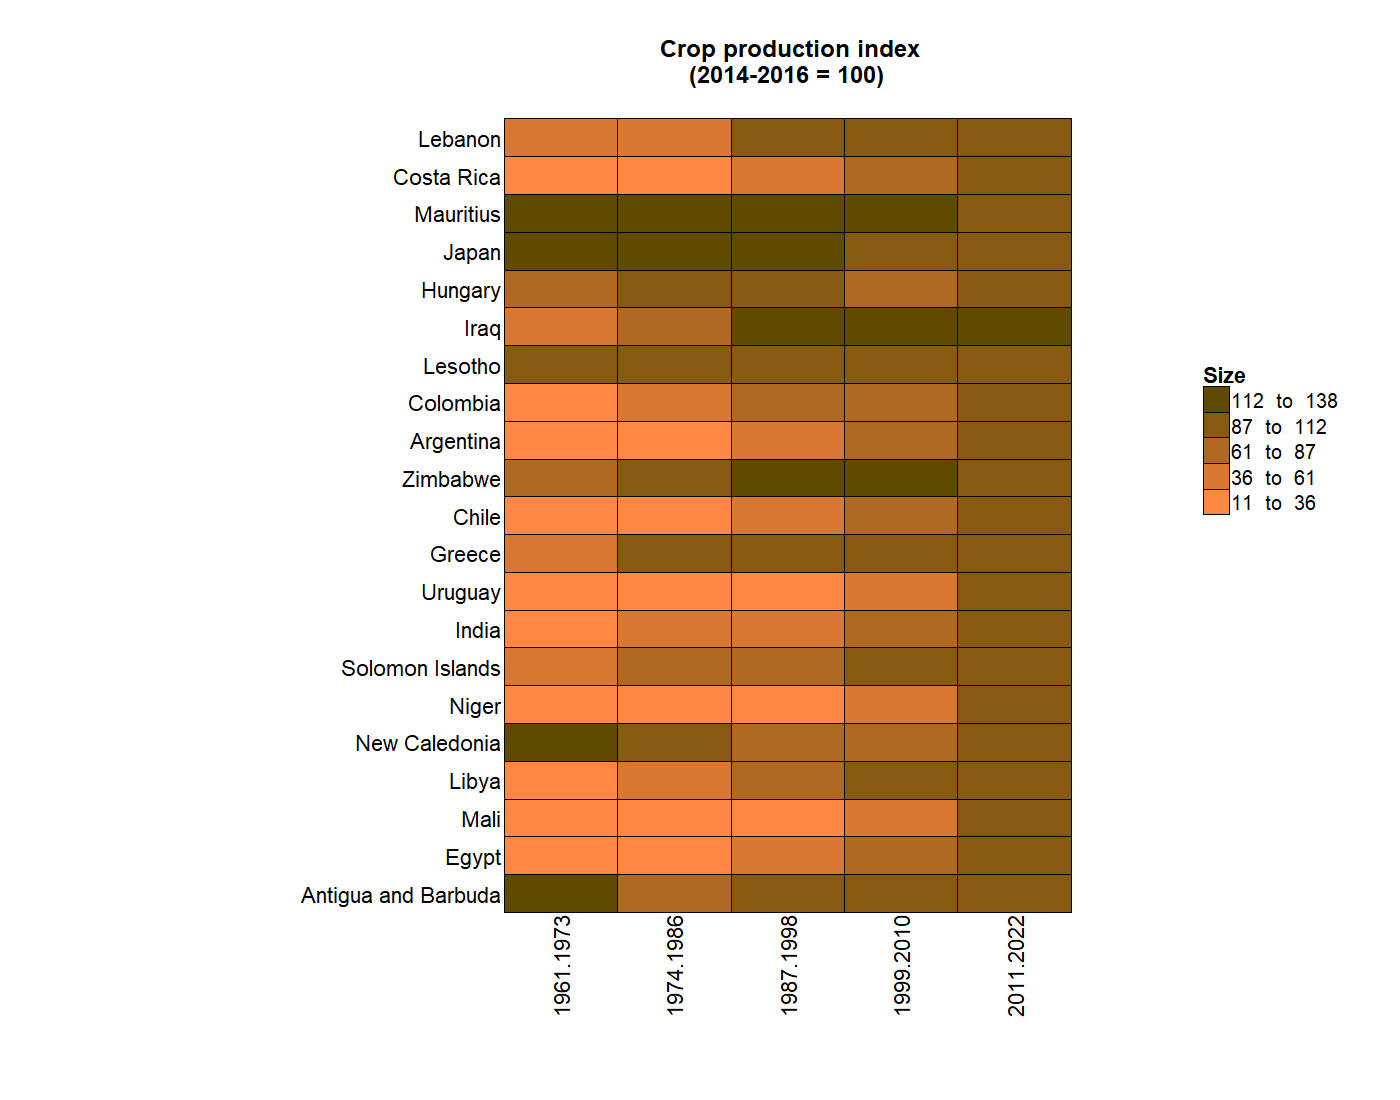 Crop production index
(2014-2016 = 100)
Lebanon
Costa Rica
Mauritius
Japan
Hungary
Iraq
Lesotho
Colombia
Argentina
Zimbabwe
Chile
Greece
Uruguay
India
Solomon Islands
Niger
New Caledonia
Libya
Mali
Egypt
Antigua and Barbuda
1961.1973
1974.1986
1987.1998
1999.2010
2011.2022
Size
112 to 138
87 to 112
61 to 87
36 to 61
11 to 36